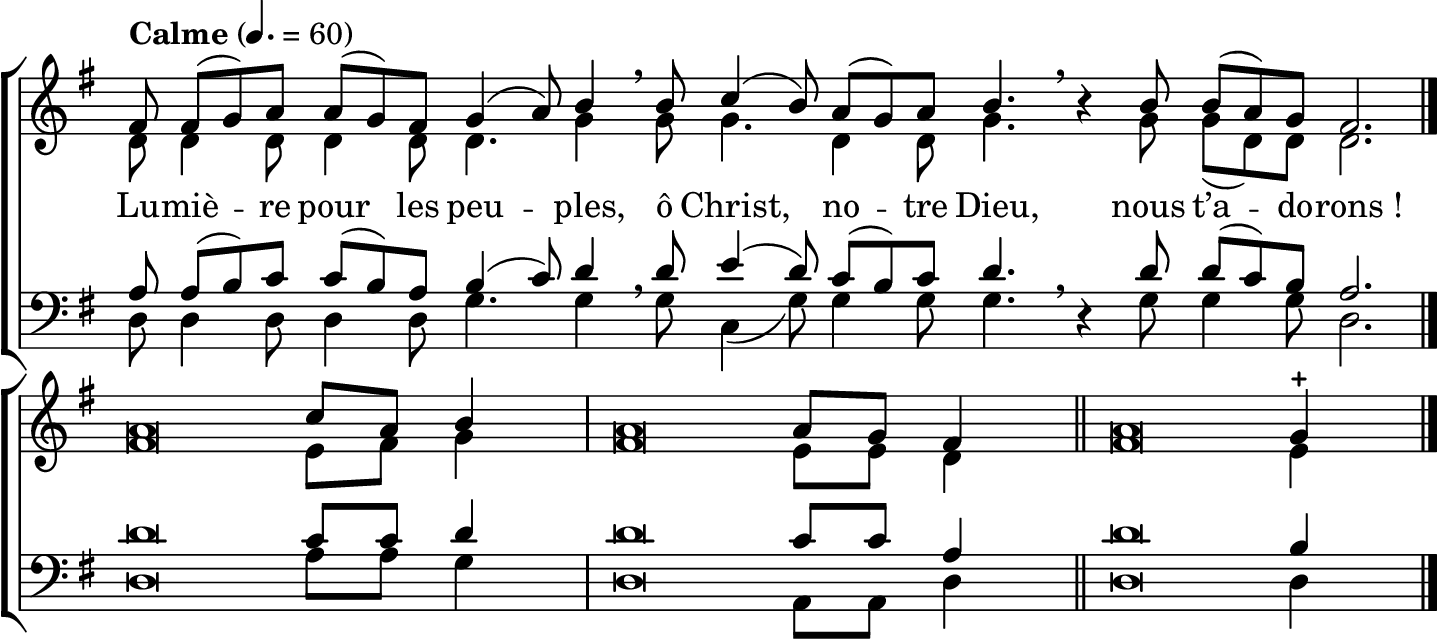 Calme (♩. = 60)
Lumiè - re pour les peu - ples, ô Christ, no - tre Dieu, nous t’a - dorons !